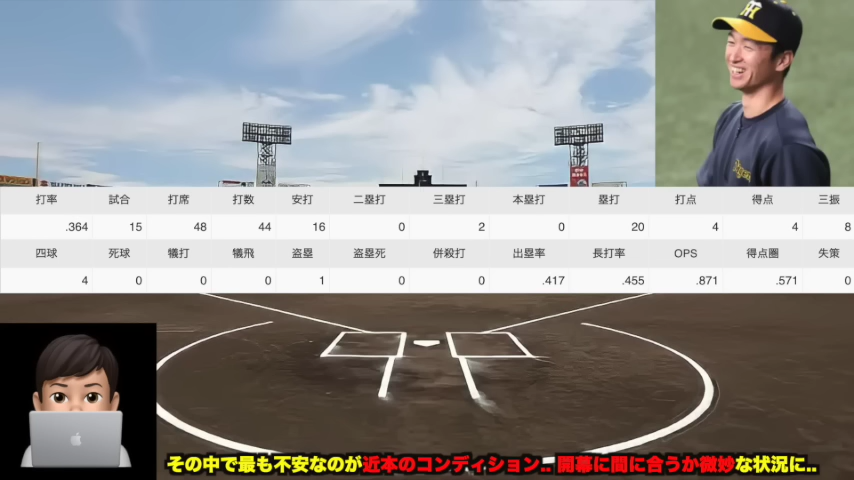 打率 試合 打席 打数 安打 二塁打 三塁打 本塁打 塁打 打点 得点 三振
.364 15 48 44 16 0 2 0 20 4 4 8
四球 死球 犠打 犠飛 盗塁 盗塁死 併殺打 出塁率 長打率 OPS 得点圏 失策
4 0 0 0 1 0 0 .417 .455 .871 .571 0
その中で最も不安なのが近本のコンディション.. 開幕に間に合うか微妙な状況に..